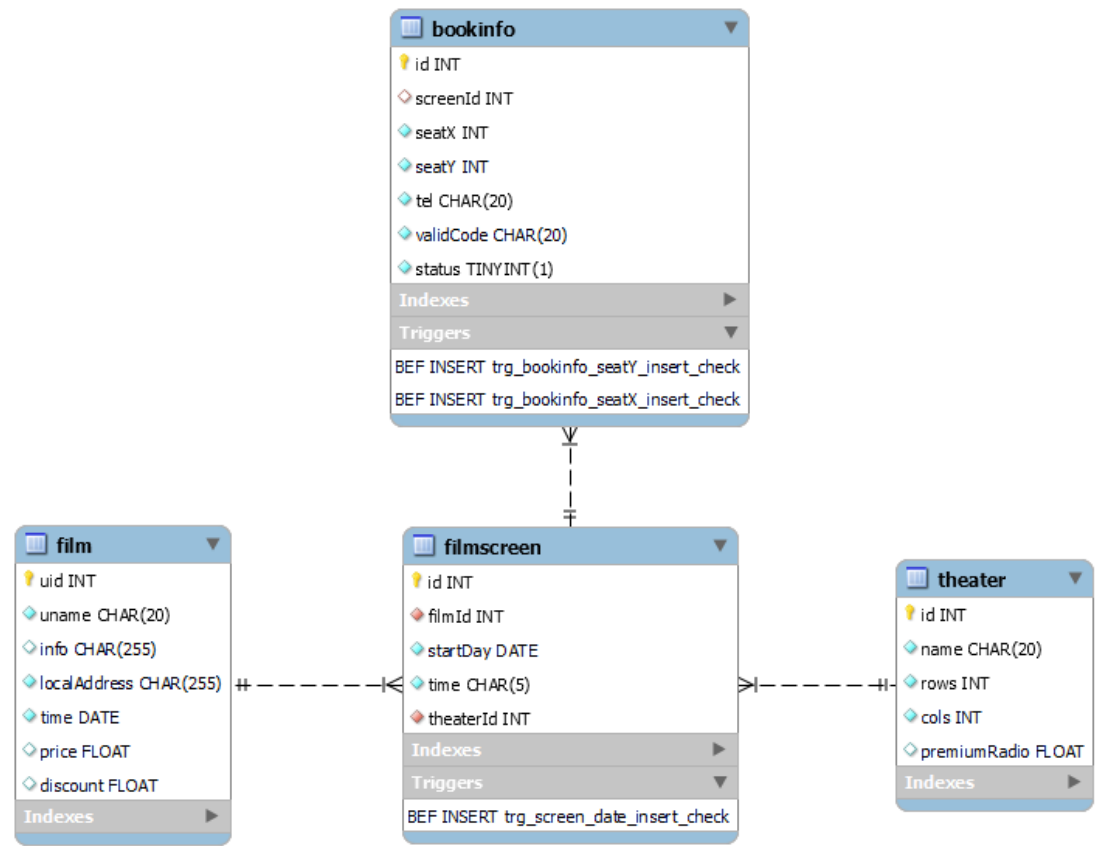 bookinfo
id INT
screenId INT
seatX INT
seatY INT
tel CHAR(20)
validCode CHAR(20)
status TINYINT(1)
Indexes
Triggers
BEF INSERT trg_bookinfo_seatY_insert_check
BEF INSERT trg_bookinfo_seatX_insert_check
film
uid INT
uname CHAR(20)
info CHAR(255)
localAddress CHAR(255)
time DATE
price FLOAT
discount FLOAT
Indexes
filmscreen
id INT
filmId INT
startDay DATE
time CHAR(5)
theaterId INT
Indexes
Triggers
BEF INSERT trg_screen_date_insert_check
theater
id INT
name CHAR(20)
rows INT
cols INT
premiumRadio FLOAT
Indexes